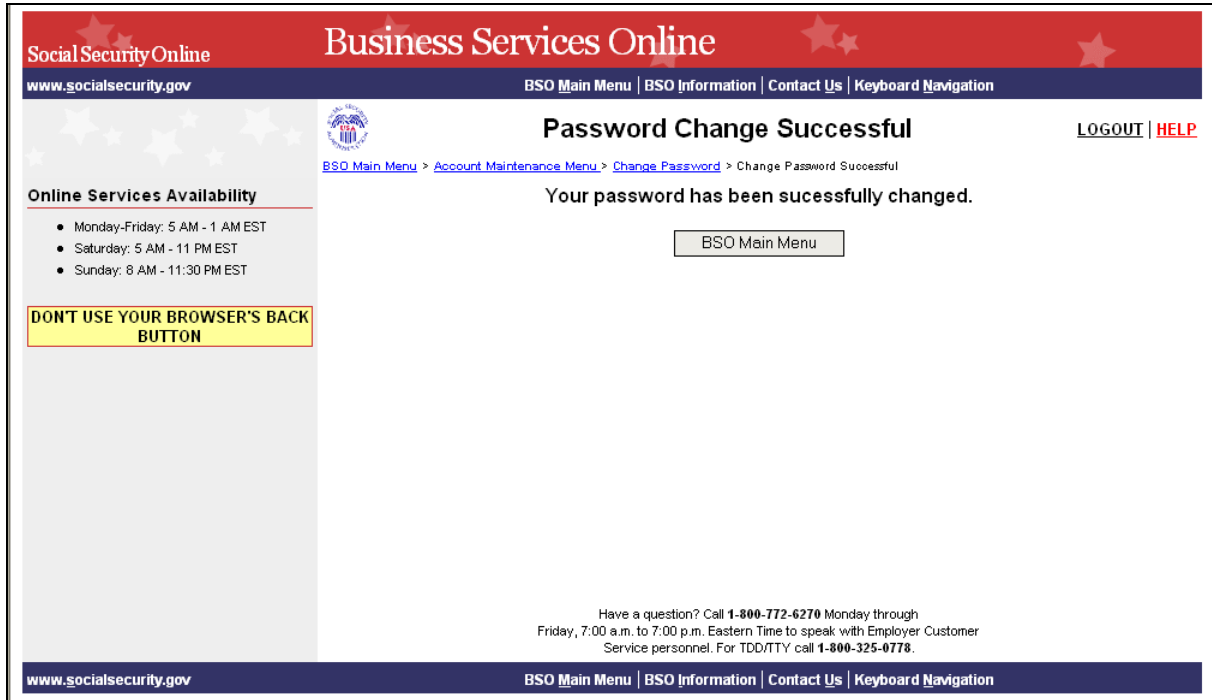 Social Security Online
Business Services Online
www.socialsecurity.gov
BSO Main Menu | BSO Information | Contact Us | Keyboard Navigation
Password Change Successful
LOGOUT | HELP
BSO Main Menu > Account Maintenance Menu > Change Password > Change Password Successful
Online Services Availability
● Monday-Friday: 5 AM - 1 AM EST
● Saturday: 5 AM - 11 PM EST
● Sunday: 8 AM - 11:30 PM EST
DON'T USE YOUR BROWSER'S BACK
BUTTON
Your password has been sucessfully changed.
BSO Main Menu
Have a question? Call 1-800-772-6270 Monday through
Friday, 7:00 a.m. to 7:00 p.m. Eastern Time to speak with Employer Customer
Service personnel. For TDD/TTY call 1-800-325-0778.
www.socialsecurity.gov
BSO Main Menu | BSO Information | Contact Us | Keyboard Navigation